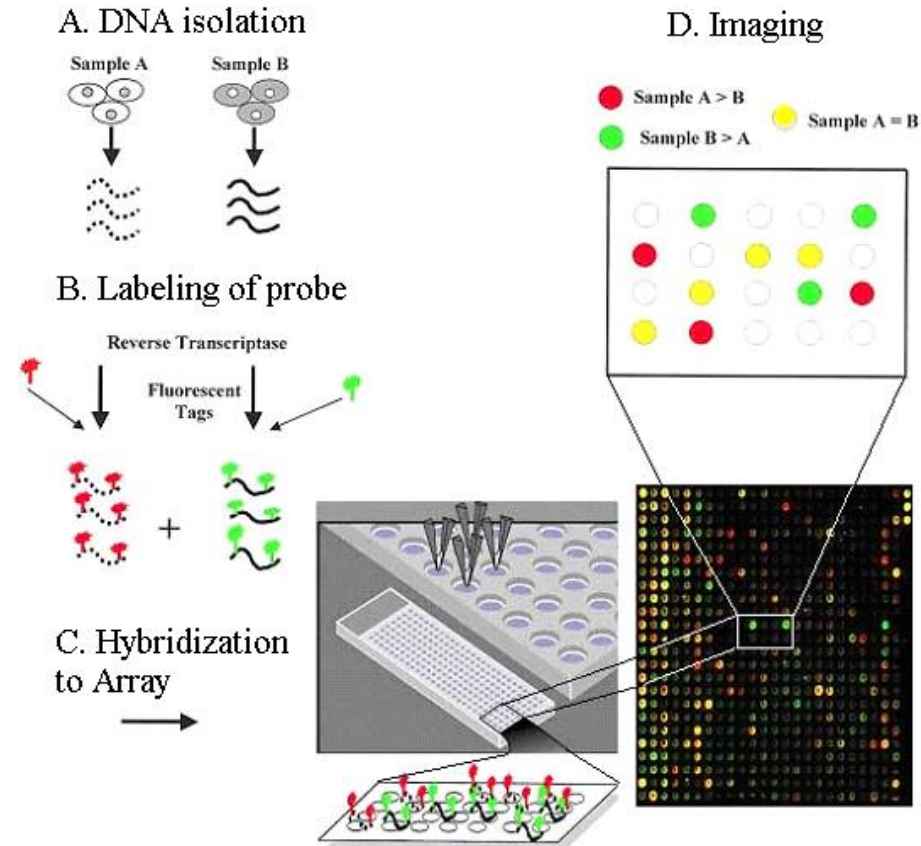 A. DNA isolation
Sample A
Sample B
B. Labeling of probe
Reverse Transcriptase
Fluorescent
Tags
+
C. Hybridization
to Array
D. Imaging
Sample A > B
Sample B > A
Sample A = B